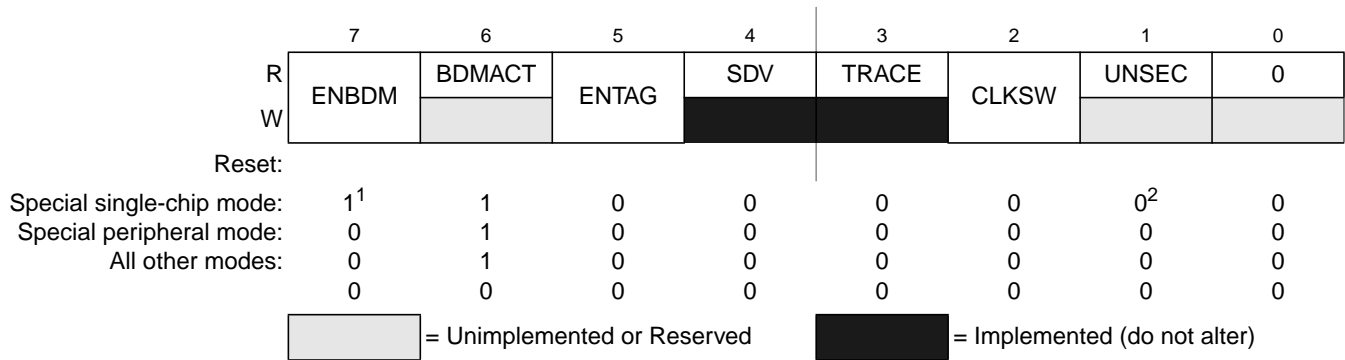 7 6 5 4 3 2 1 0
R ENBDM BDMACT ENTAG SDV TRACE CLKSW UNSEC 0
W
Reset:
Special single-chip mode: 1¹ 1 0 0 0 0 0² 0
Special peripheral mode: 0 1 0 0 0 0 0 0
All other modes: 0 1 0 0 0 0 0 0
0 0 0 0 0 0 0 0
= Unimplemented or Reserved = Implemented (do not alter)